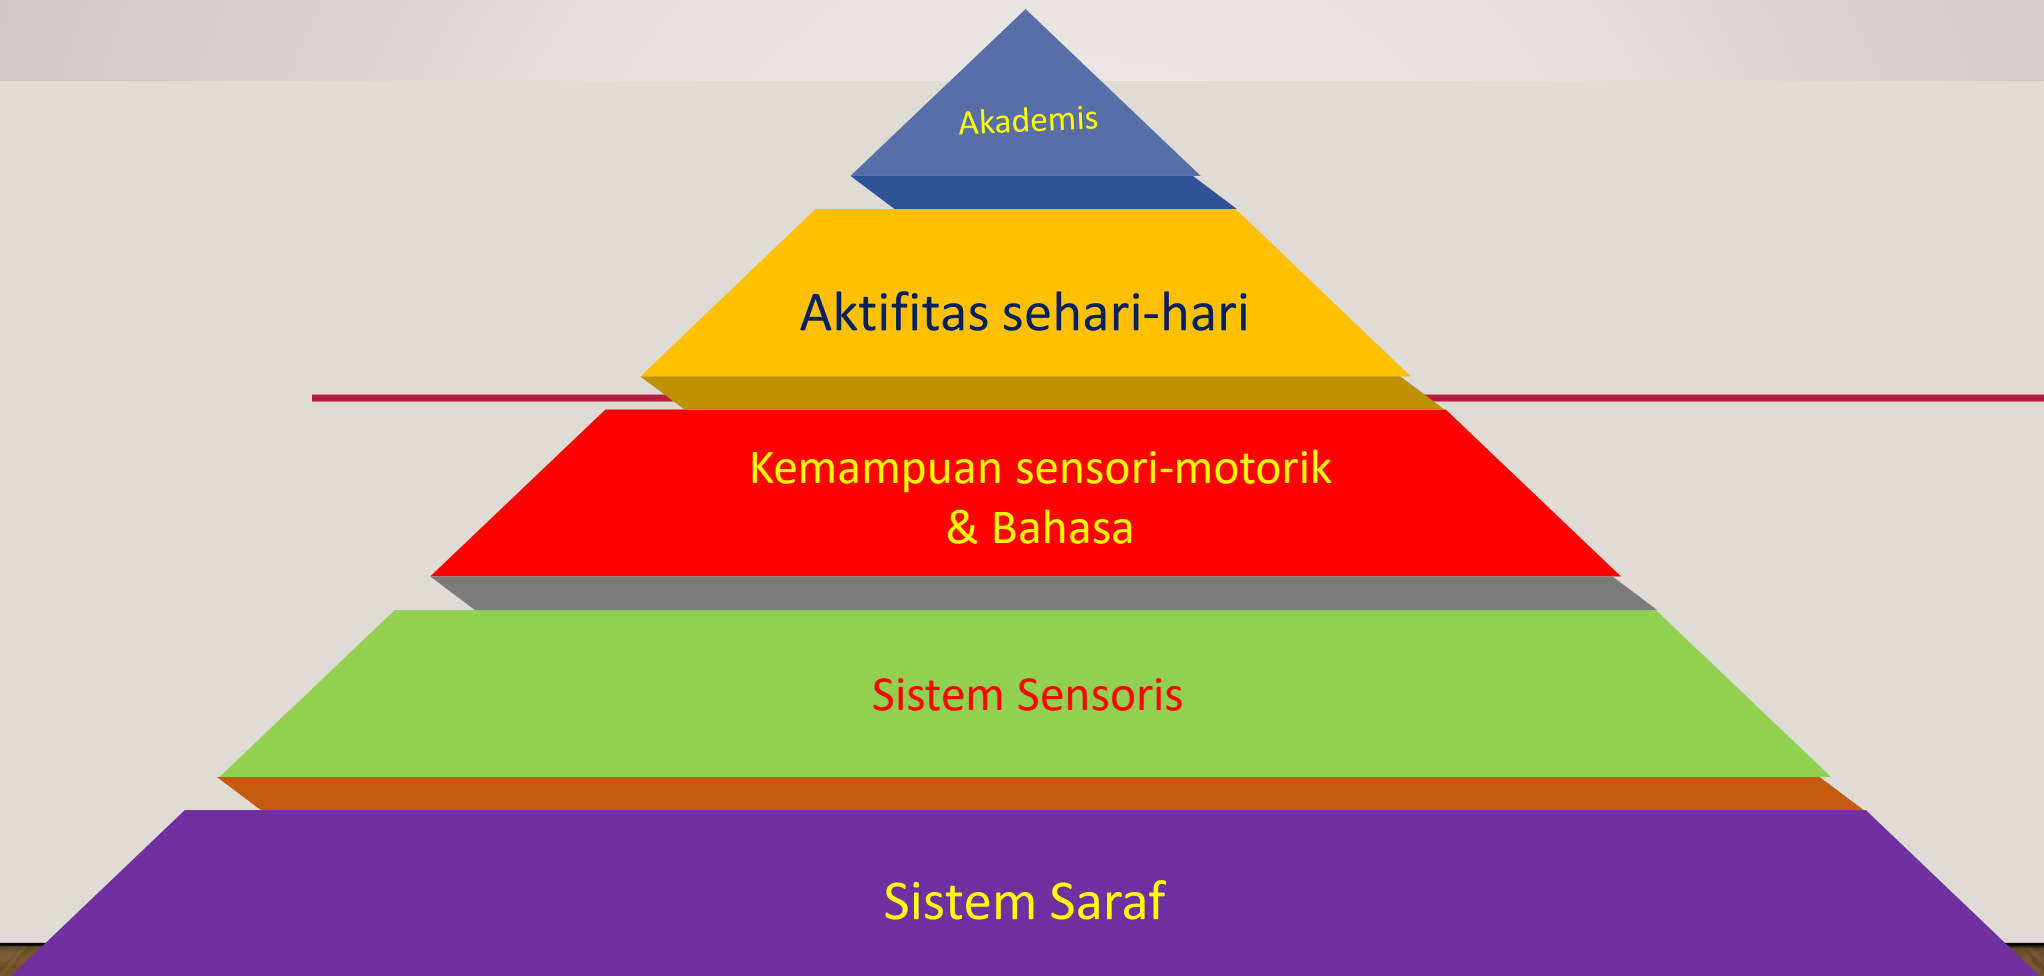 Akademis
Aktifitas sehari-hari
Kemampuan sensori-motorik
& Bahasa
Sistem Sensoris
Sistem Saraf